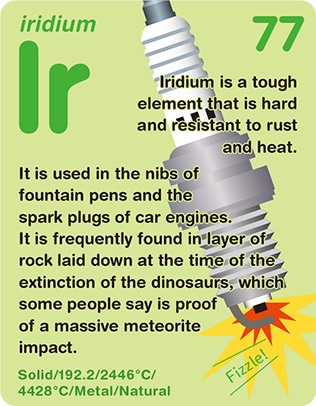 iridium
77
Ir
Iridium is a tough
element that is hard
and resistant to rust
and heat.
It is used in the nibs of
fountain pens and the
spark plugs of car engines.
It is frequently found in layer of
rock laid down at the time of the
extinction of the dinosaurs, which
some people say is proof
of a massive meteorite
impact.
Fizzle!
Solid/192.2/2446°C/
4428°C/Metal/Natural